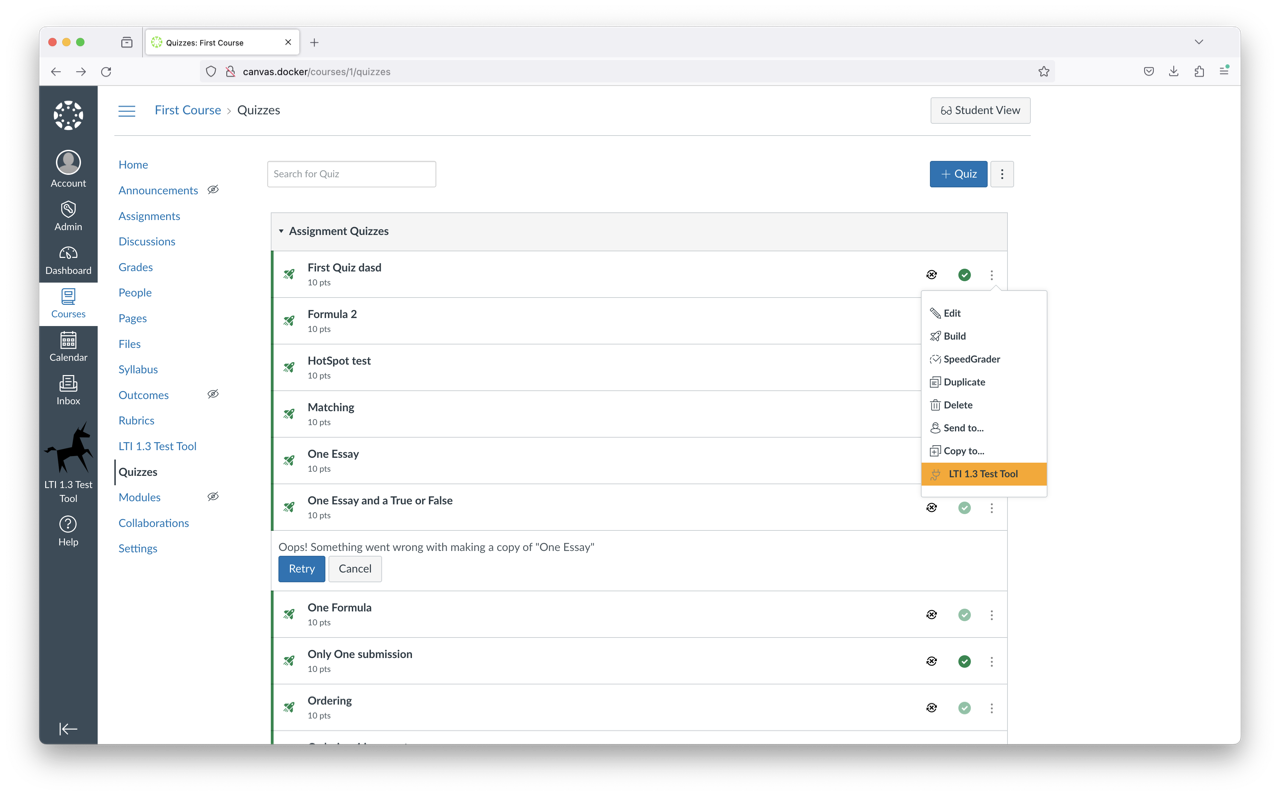 Quizzes: First Course
canvas.docker/courses/1/quizzes
First Course › Quizzes
Student View
Account
Admin
Dashboard
Courses
Calendar
Inbox
LTI 1.3 Test
Tool
Help
Home
Announcements
Assignments
Discussions
Grades
People
Pages
Files
Syllabus
Outcomes
Rubrics
LTI 1.3 Test Tool
Quizzes
Modules
Collaborations
Settings
Search for Quiz
+ Quiz
Assignment Quizzes
First Quiz dasd
10 pts
Formula 2
10 pts
HotSpot test
10 pts
Matching
10 pts
One Essay
10 pts
One Essay and a True or False
10 pts
Edit
Build
SpeedGrader
Duplicate
Delete
Send to...
Copy to...
LTI 1.3 Test Tool
Oops! Something went wrong with making a copy of "One Essay"
Retry Cancel
One Formula
10 pts
Only One submission
10 pts
Ordering
10 pts